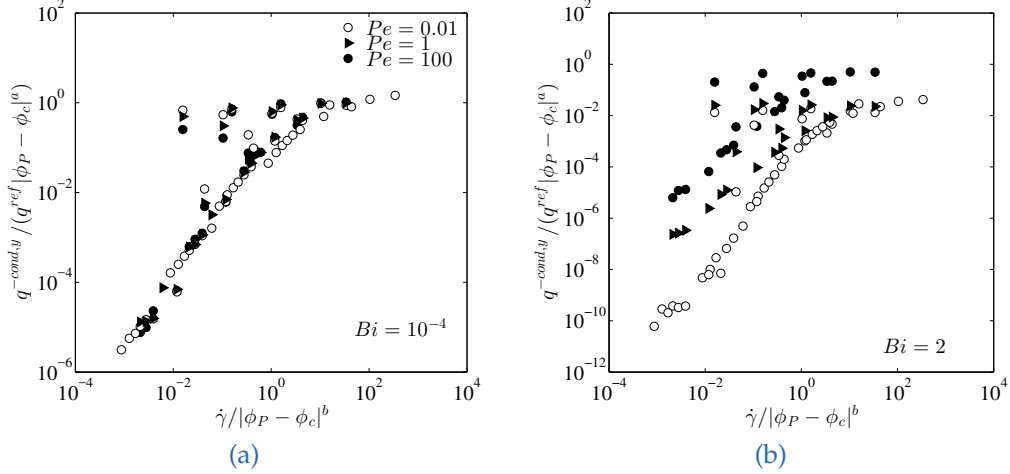 10^2
10^0
10^-2
10^-4
10^-6
q^{-cond,y}/(q^{ref}|ϕ_P − ϕ_c|^a)
Pe = 0.01
Pe = 1
Pe = 100
Bi = 10^{-4}
10^-4 10^-2 10^0 10^2 10^4
γ̇/|ϕ_P − ϕ_c|^b
(a)
10^2
10^0
10^-2
10^-4
10^-6
10^-8
10^-10
10^-12
q^{-cond,y}/(q^{ref}|ϕ_P − ϕ_c|^a)
Bi = 2
10^-4 10^-2 10^0 10^2 10^4
γ̇/|ϕ_P − ϕ_c|^b
(b)